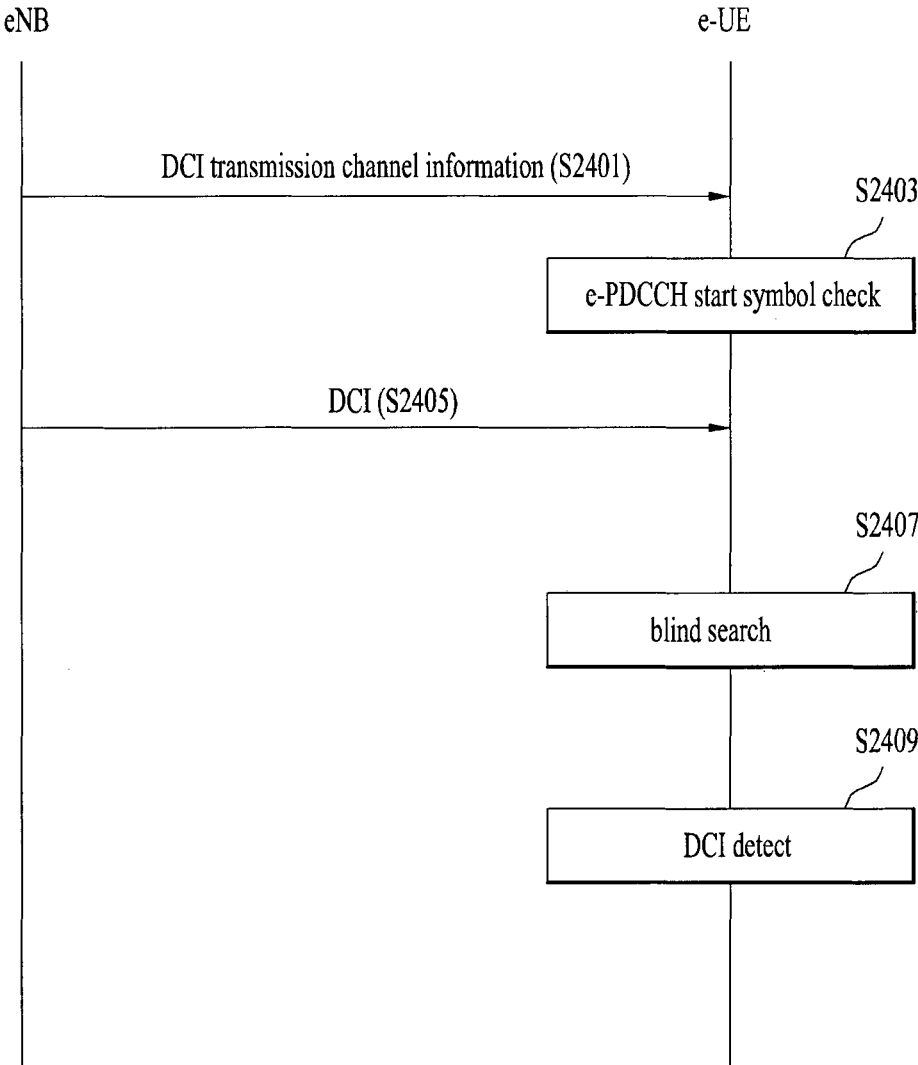 eNB
e-UE
DCI transmission channel information (S2401)
S2403
e-PDCCH start symbol check
DCI (S2405)
S2407
blind search
S2409
DCI detect